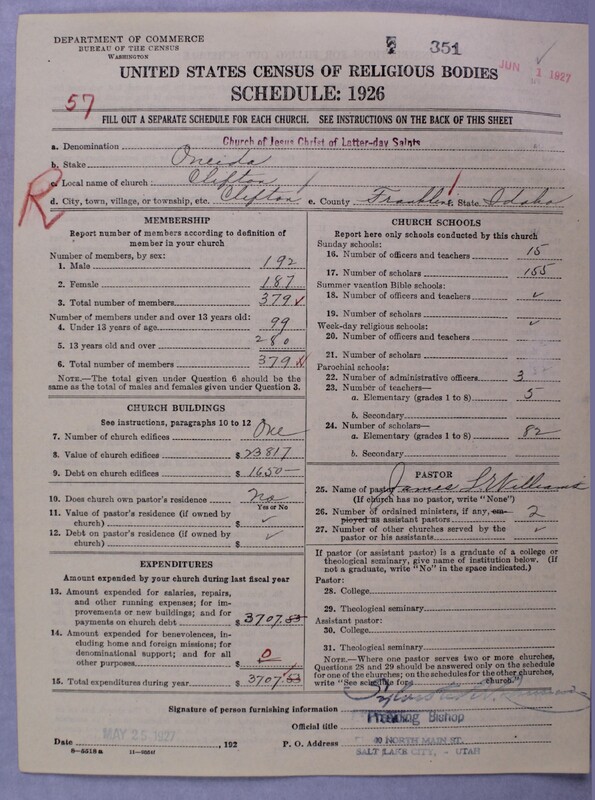 DEPARTMENT OF COMMERCE
BUREAU OF THE CENSUS
WASHINGTON
351
JUN 1 1927
UNITED STATES CENSUS OF RELIGIOUS BODIES
SCHEDULE: 1926
57
FILL OUT A SEPARATE SCHEDULE FOR EACH CHURCH. SEE INSTRUCTIONS ON THE BACK OF THIS SHEET
a. Denomination Church of Jesus Christ of Latter-day Saints
b. Stake Oneida
R
c. Local name of church Clifton
d. City, town, village, or township, etc. Clifton e. County Franklin State Idaho
MEMBERSHIP
Report number of members according to definition of
member in your church
Number of members, by sex:
1. Male 192
2. Female 187
3. Total number of members 379
Number of members under and over 13 years old:
4. Under 13 years of age 99
5. 13 years old and over 280
6. Total number of members 379
NOTE.—The total given under Question 6 should be
same as the total of males and females given under Question 3.
CHURCH BUILDINGS
See instructions, paragraphs 10 to 12
7. Number of church edifices One
8. Value of church edifices $23817
9. Debt on church edifices $1650—
10. Does church own pastor's residence No
Yes or No
11. Value of pastor's residence (if owned by
church) $ ✓
12. Debt on pastor's residence (if owned by
church) $ ✓
EXPENDITURES
Amount expended by your church during last fiscal year
13. Amount expended for salaries, repairs,
and other running expenses; for im-
provements or new buildings; and for
payments on church debt $3707.53
14. Amount expended for benevolences, in-
cluding home and foreign missions; for
denominational support; and for all
other purposes $ 0
15. Total expenditures during year $3707.53
CHURCH SCHOOLS
Report here only schools conducted by this church
Sunday schools:
16. Number of officers and teachers 15
17. Number of scholars 155
Summer vacation Bible schools:
18. Number of officers and teachers ✓
19. Number of scholars
Week-day religious schools: ✓
20. Number of officers and teachers
21. Number of scholars
Parochial schools:
22. Number of administrative officers 3
23. Number of teachers—
a. Elementary (grades 1 to 8) 5
b. Secondary
24. Number of scholars—
a. Elementary (grades 1 to 8) 82
b. Secondary
PASTOR
25. Name of pastor James Williams
(If church has no pastor, write "None")
26. Number of ordained ministers, if any, em-
ployed as assistant pastors 2
27. Number of other churches served by the
pastor or his assistants ✓
If pastor (or assistant pastor) is a graduate of a college or
theological seminary, give name of institution below. (If
not a graduate, write "No" in the space indicated.)
Pastor:
28. College
29. Theological seminary
Assistant pastor:
30. College
31. Theological seminary
NOTE.—Where one pastor serves two or more churches,
Questions 28 and 29 should be answered only on the schedule
for one of the churches; on the schedules for the other churches,
write "See schedule for church")
Signature of person furnishing information
Official title Presiding Bishop
Date MAY 25 1927, 192 P. O. Address 40 NORTH MAIN ST.
SALT LAKE CITY, - UTAH
8-5518a